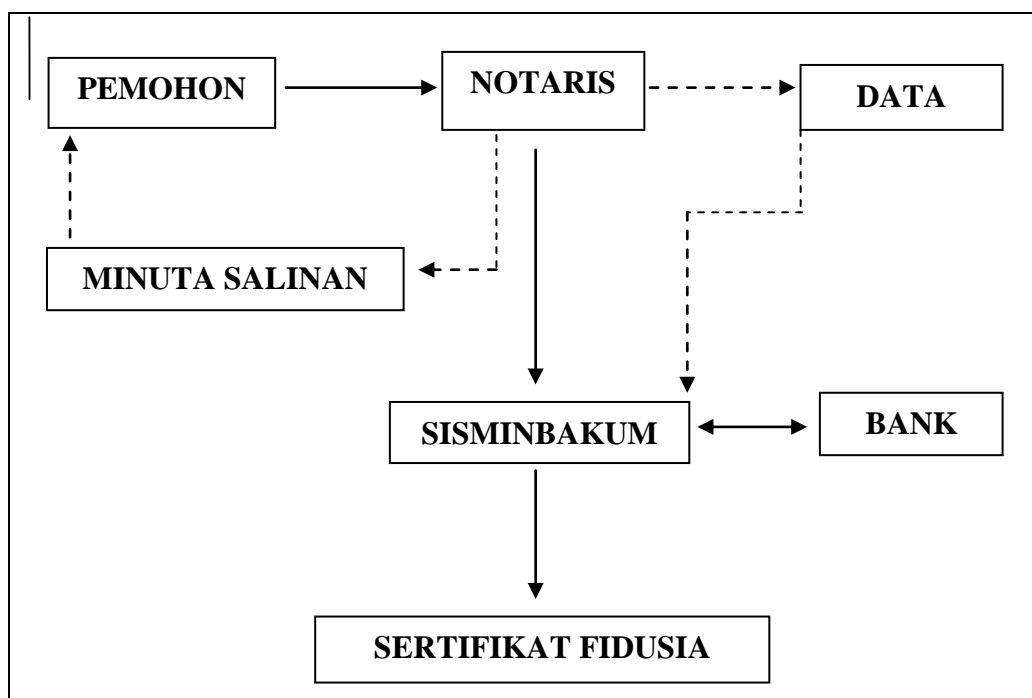 PEMOHON
NOTARIS
DATA
MINUTA SALINAN
SISMINBAKUM
BANK
SERTIFIKAT FIDUSIA